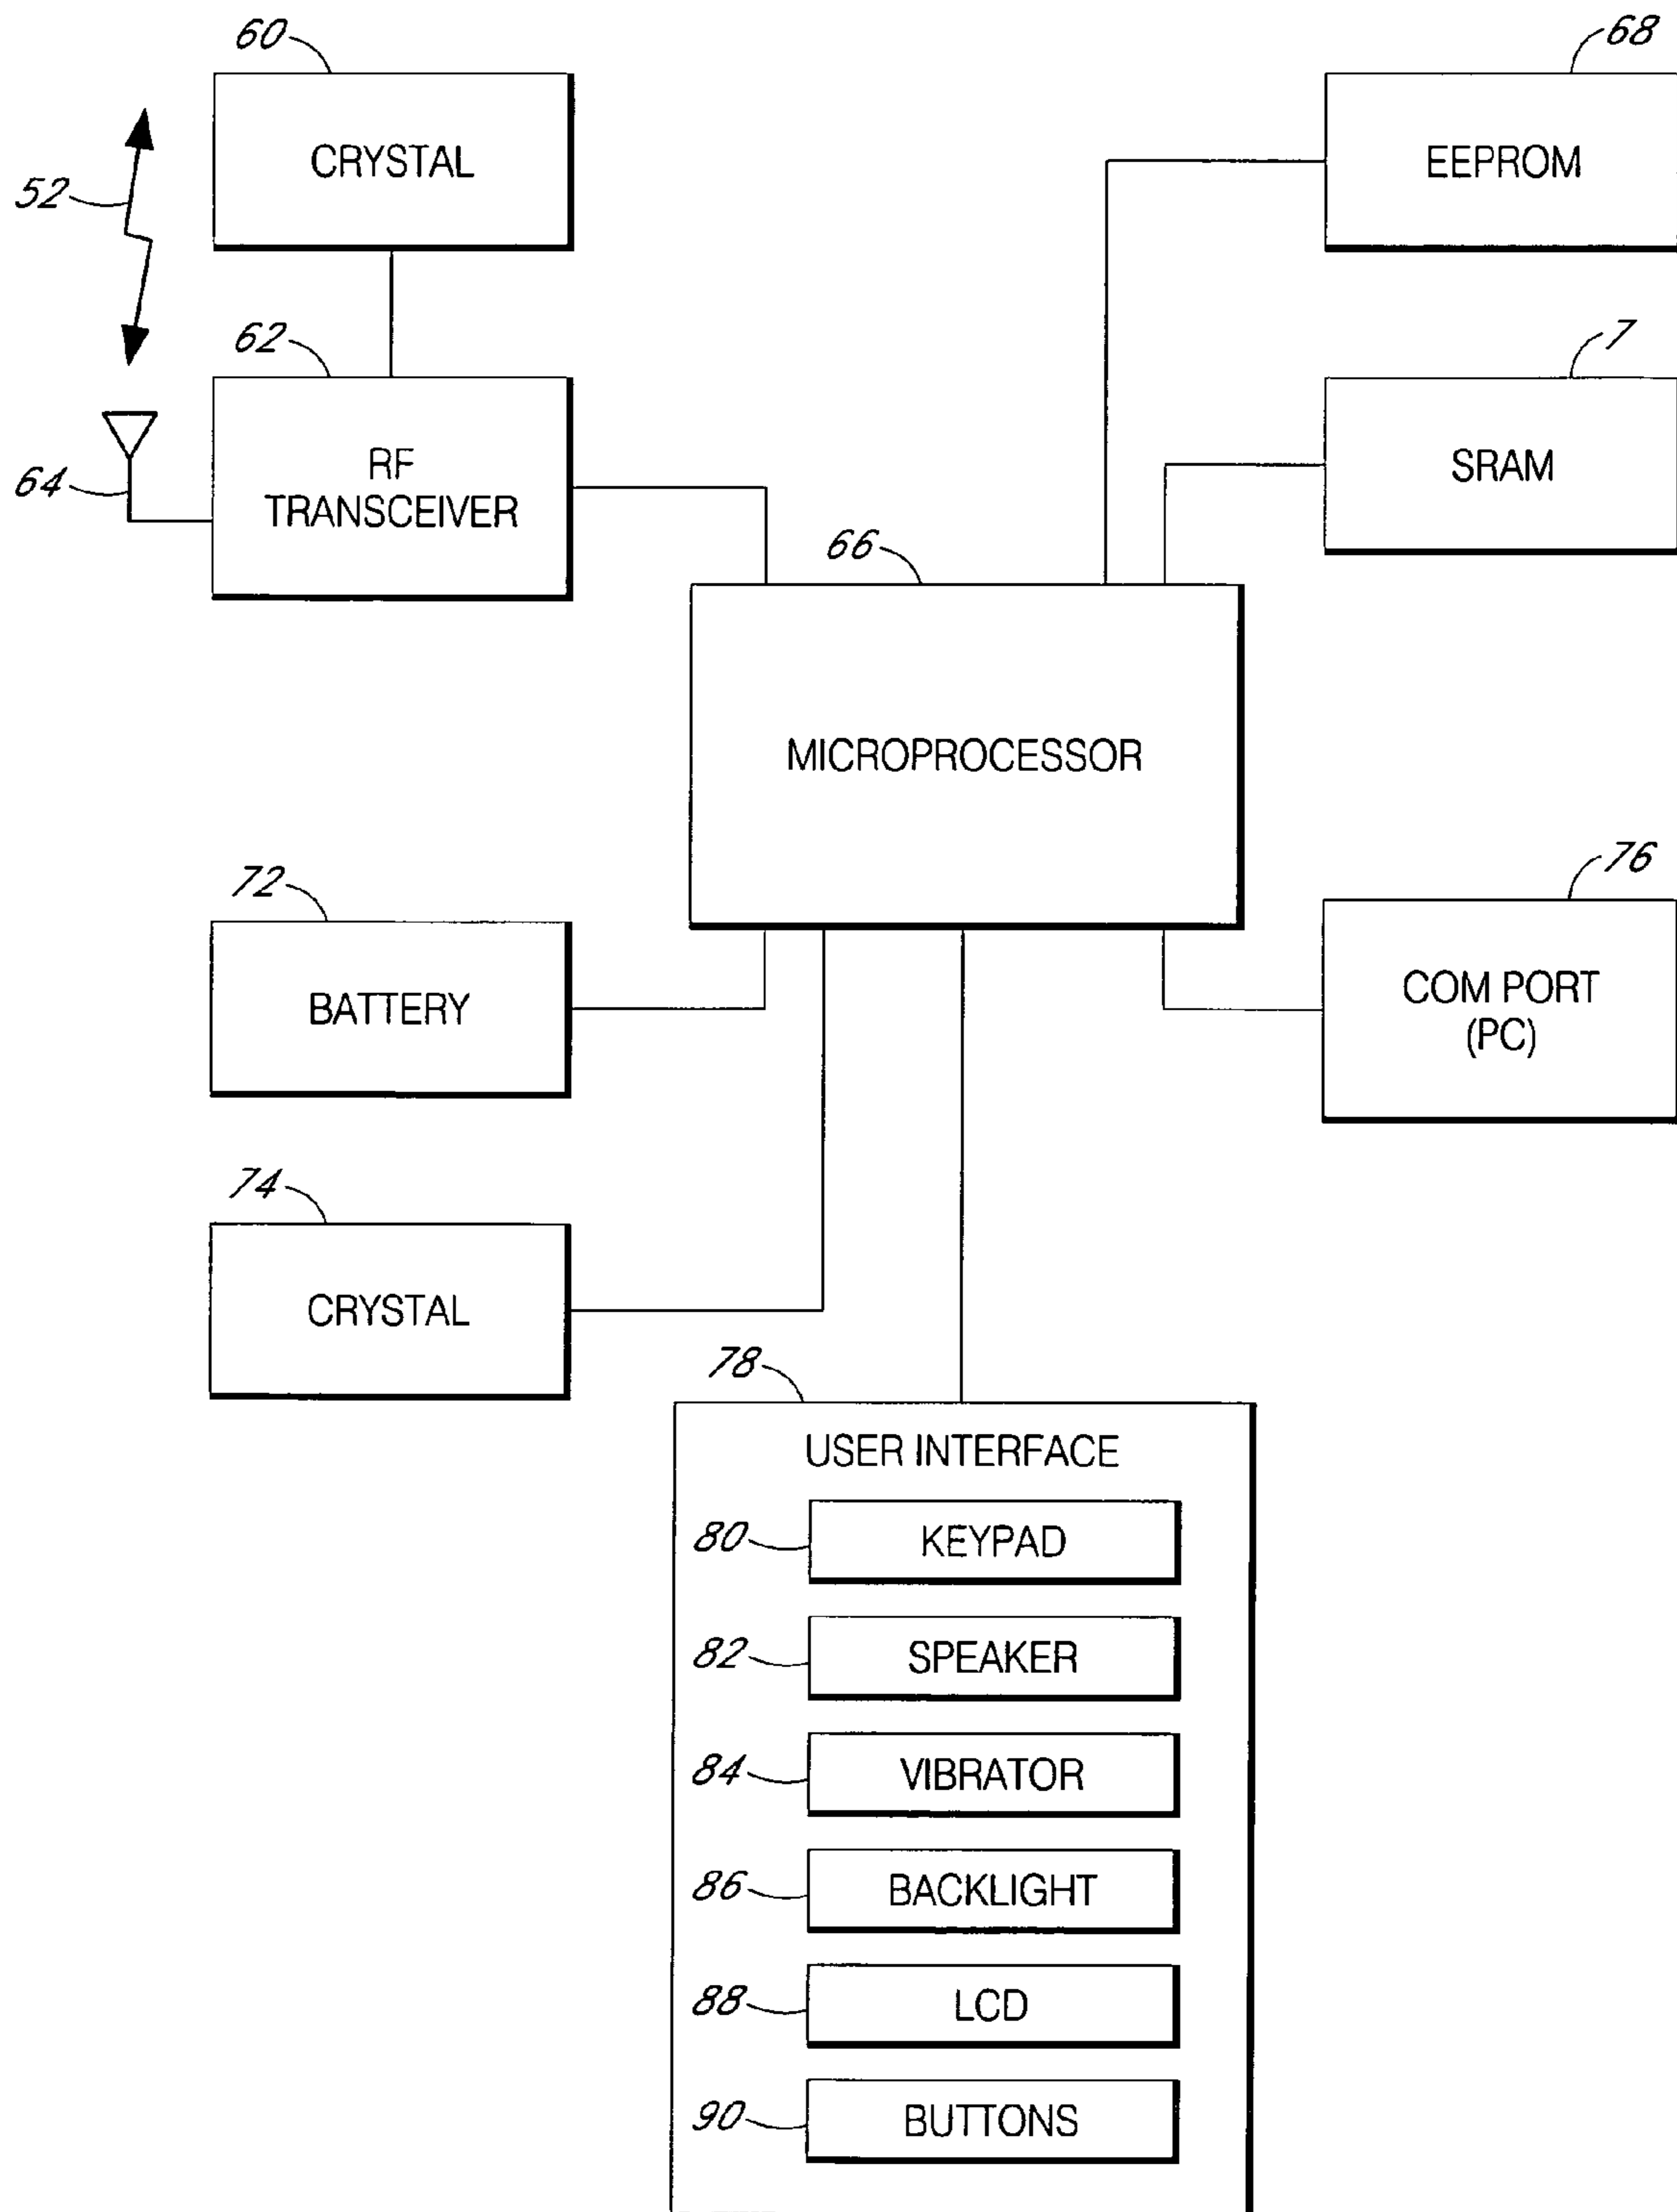 60
68
CRYSTAL
EEPROM
52
62
7
64
RF
TRANSCEIVER
SRAM
66
MICROPROCESSOR
72
76
BATTERY
COM PORT
(PC)
74
CRYSTAL
78
USER INTERFACE
80 KEYPAD
82 SPEAKER
84 VIBRATOR
86 BACKLIGHT
88 LCD
90 BUTTONS